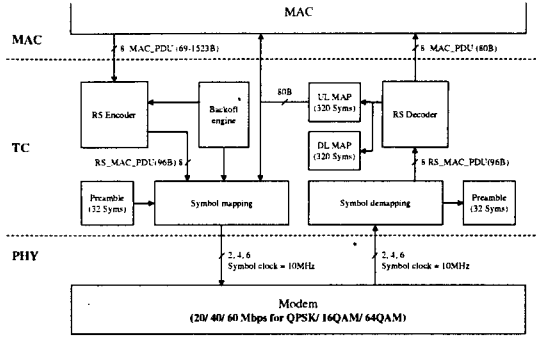 MAC
MAC
8 MAC_PDU (69-1523B)
8 MAC_PDU (80B)
TC
RS Encoder
Backoff
engine
80B
8
UL MAP
(320 Syms)
RS Decoder
DL MAP
(320 Syms)
RS_MAC_PDU(96B) 8
8 RS_MAC_PDU(96B)
Preamble
(32 Syms)
Symbol mapping
Symbol demapping
Preamble
(32 Syms)
PHY
2, 4, 6
Symbol clock = 10MHz
2, 4, 6
Symbol clock = 10MHz
Modem
(20/ 40/ 60 Mbps for QPSK/ 16QAM/ 64QAM)